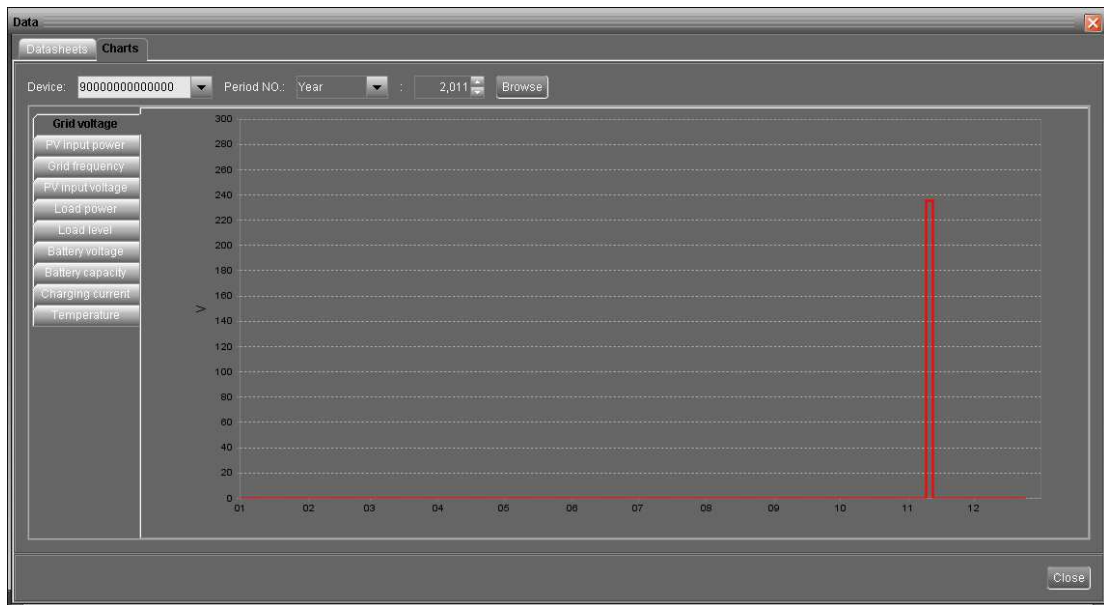 Data
Datasheets Charts
Device: 90000000000000 Period NO.: Year : 2,011 Browse
Grid voltage
PV input power
Grid frequency
PV input voltage
Load power
Load level
Battery voltage
Battery capacity
Charging current
Temperature
V
300
280
260
240
220
200
180
160
140
120
100
80
60
40
20
0
01 02 03 04 05 06 07 08 09 10 11 12
Close